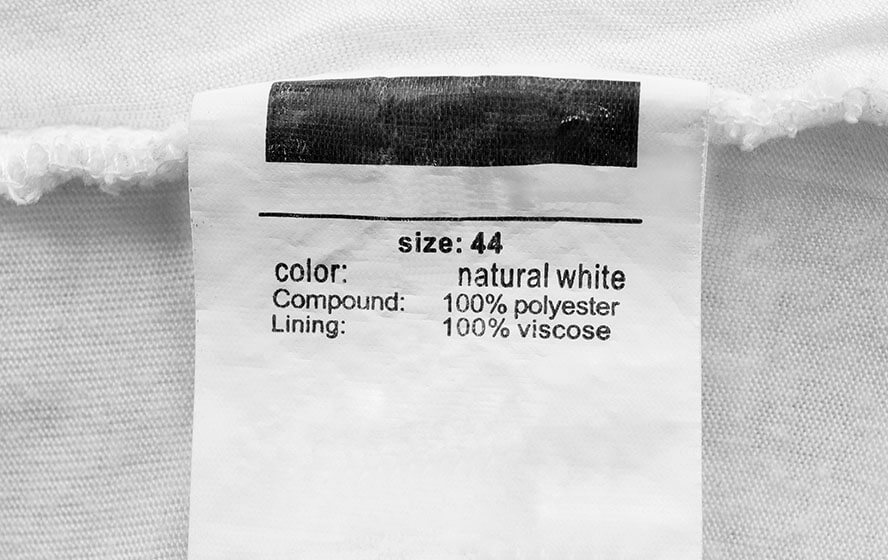 size: 44
color: natural white
Compound: 100% polyester
Lining: 100% viscose